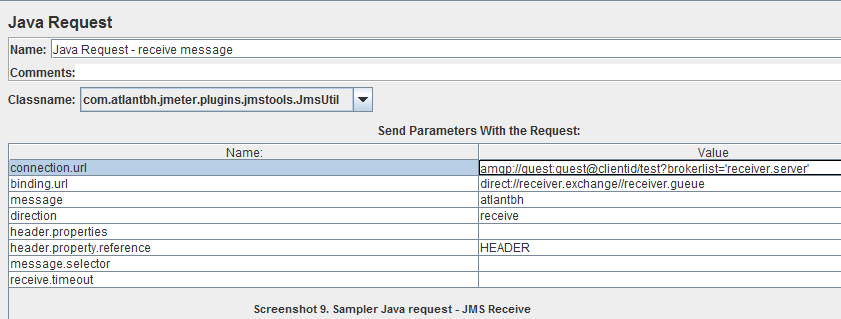 Java Request
Name: Java Request - receive message
Comments:
Classname: com.atlantbh.jmeter.plugins.jmstools.JmsUtil
Send Parameters With the Request:
Name: Value
connection.url amqp://guest:guest@clientid/test?brokerlist='receiver.server'
binding.url direct://receiver.exchange//receiver.queue
message atlantbh
direction receive
header.properties
header.property.reference HEADER
message.selector
receive.timeout
Screenshot 9. Sampler Java request - JMS Receive